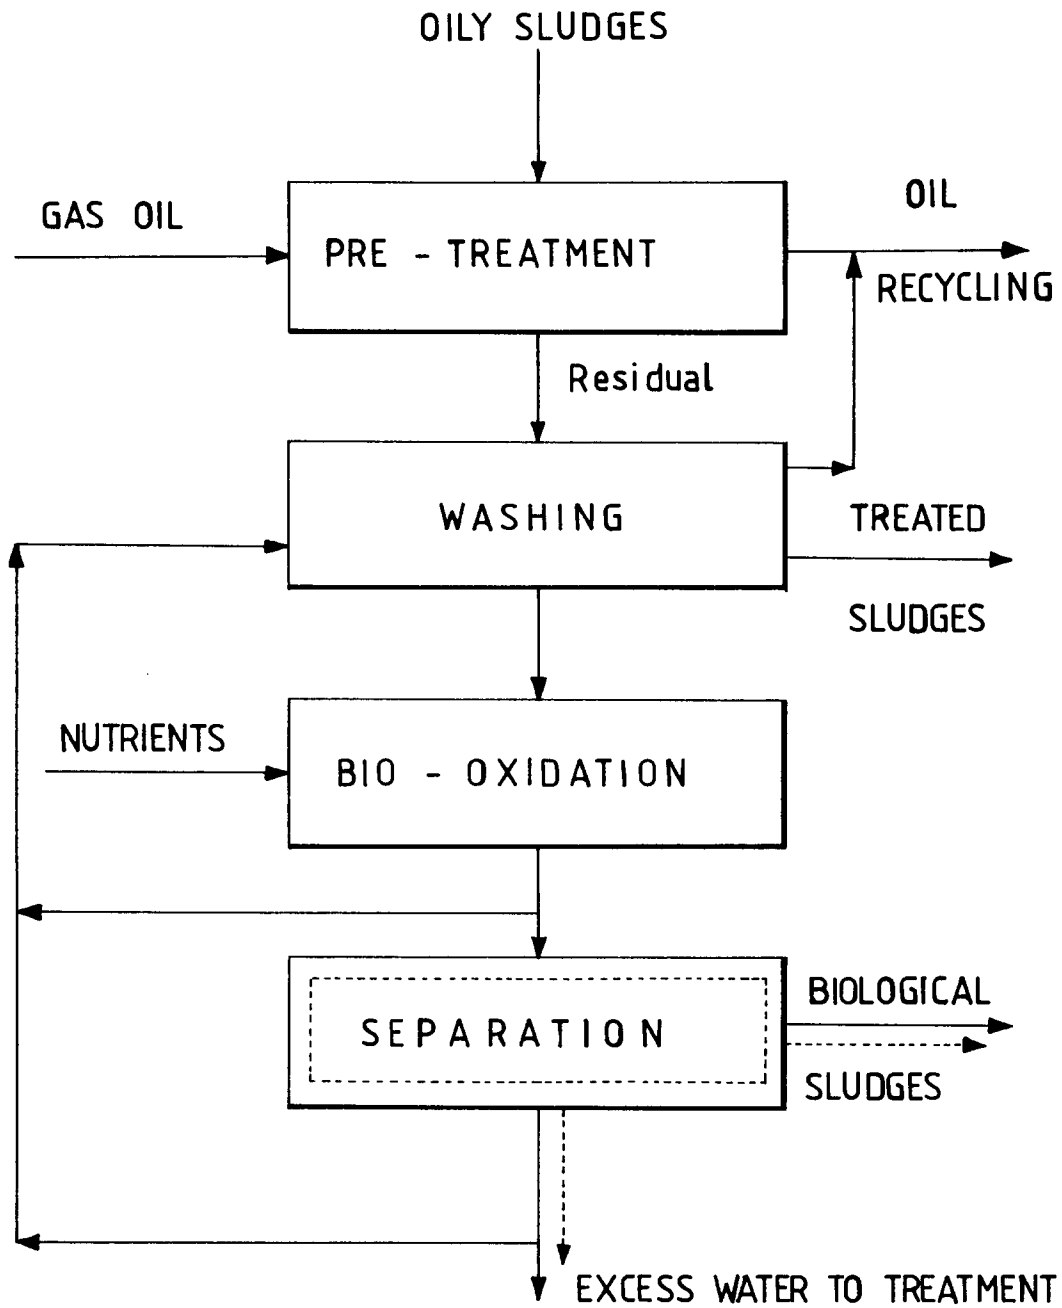 OILY SLUDGES
GAS OIL
PRE - TREATMENT
OIL
RECYCLING
Residual
WASHING
TREATED
SLUDGES
NUTRIENTS
BIO - OXIDATION
SEPARATION
BIOLOGICAL
SLUDGES
EXCESS WATER TO TREATMENT